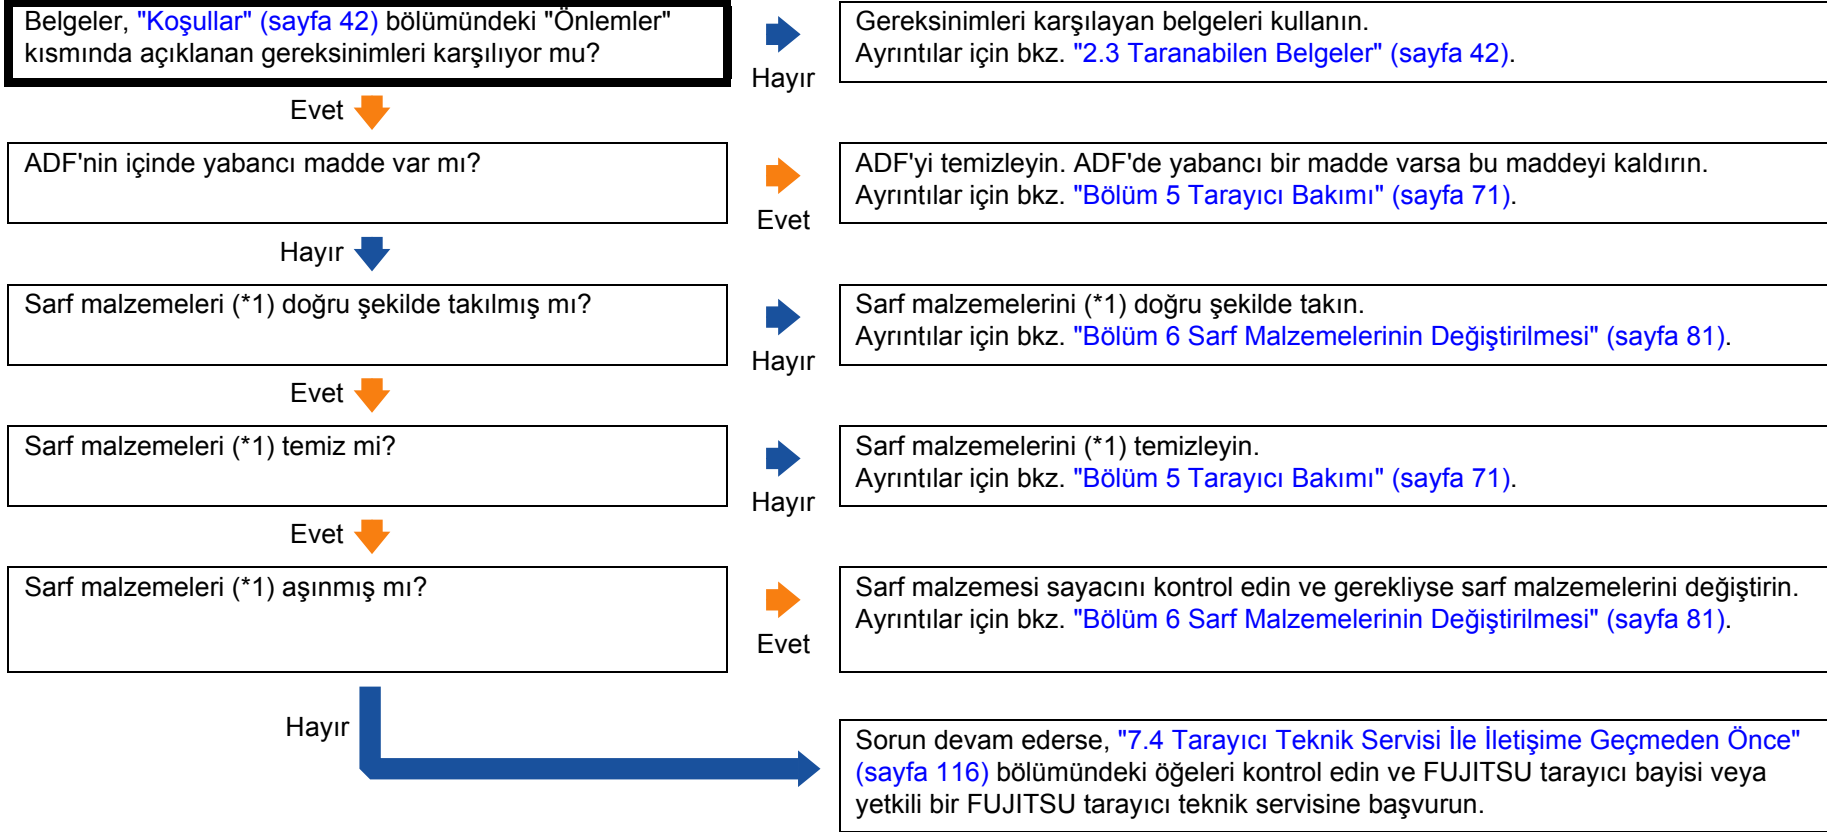 Belgeler, "Koşullar" (sayfa 42) bölümündeki "Önlemler"
kısmında açıklanan gereksinimleri karşılıyor mu?
Hayır
Gereksinimleri karşılayan belgeleri kullanın.
Ayrıntılar için bkz. "2.3 Taranabilen Belgeler" (sayfa 42).
Evet
ADF'nin içinde yabancı madde var mı?
Evet
ADF'yi temizleyin. ADF'de yabancı bir madde varsa bu maddeyi kaldırın.
Ayrıntılar için bkz. "Bölüm 5 Tarayıcı Bakımı" (sayfa 71).
Hayır
Sarf malzemeleri (*1) doğru şekilde takılmış mı?
Hayır
Sarf malzemelerini (*1) doğru şekilde takın.
Ayrıntılar için bkz. "Bölüm 6 Sarf Malzemelerinin Değiştirilmesi" (sayfa 81).
Evet
Sarf malzemeleri (*1) temiz mi?
Hayır
Sarf malzemelerini (*1) temizleyin.
Ayrıntılar için bkz. "Bölüm 5 Tarayıcı Bakımı" (sayfa 71).
Evet
Sarf malzemeleri (*1) aşınmış mı?
Evet
Sarf malzemesi sayacını kontrol edin ve gerekliyse sarf malzemelerini değiştirin.
Ayrıntılar için bkz. "Bölüm 6 Sarf Malzemelerinin Değiştirilmesi" (sayfa 81).
Hayır
Sorun devam ederse, "7.4 Tarayıcı Teknik Servisi İle İletişime Geçmeden Önce"
(sayfa 116) bölümündeki öğeleri kontrol edin ve FUJITSU tarayıcı bayisi veya
yetkili bir FUJITSU tarayıcı teknik servisine başvurun.